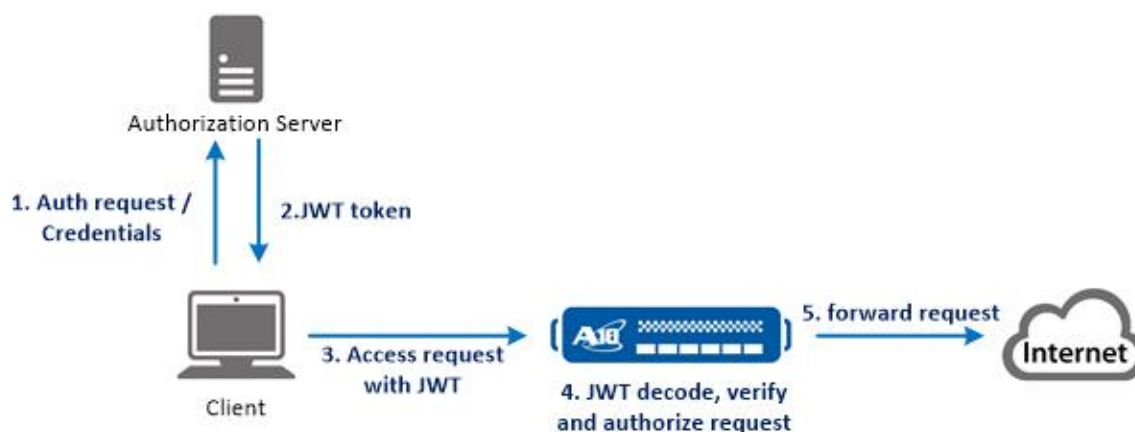 Authorization Server
1. Auth request /
Credentials
2.JWT token
Client
3. Access request
with JWT
A10
4. JWT decode, verify
and authorize request
5. forward request
Internet